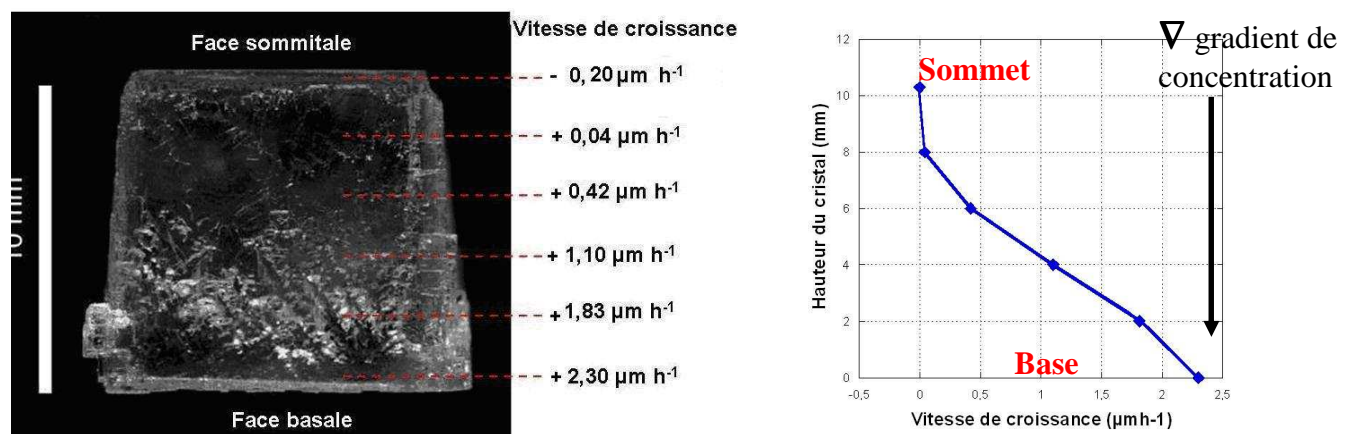 Face sommitale
Vitesse de croissance
- 0,20 µm h-1
+ 0,04 µm h-1
+ 0,42 µm h-1
+ 1,10 µm h-1
+ 1,83 µm h-1
+ 2,30 µm h-1
10 mm
Face basale
∇ gradient de
concentration
Sommet
Base
Hauteur du cristal (mm)
12
10
8
6
4
2
0
-0,5 0 0,5 1 1,5 2 2,5
Vitesse de croissance (µmh-1)